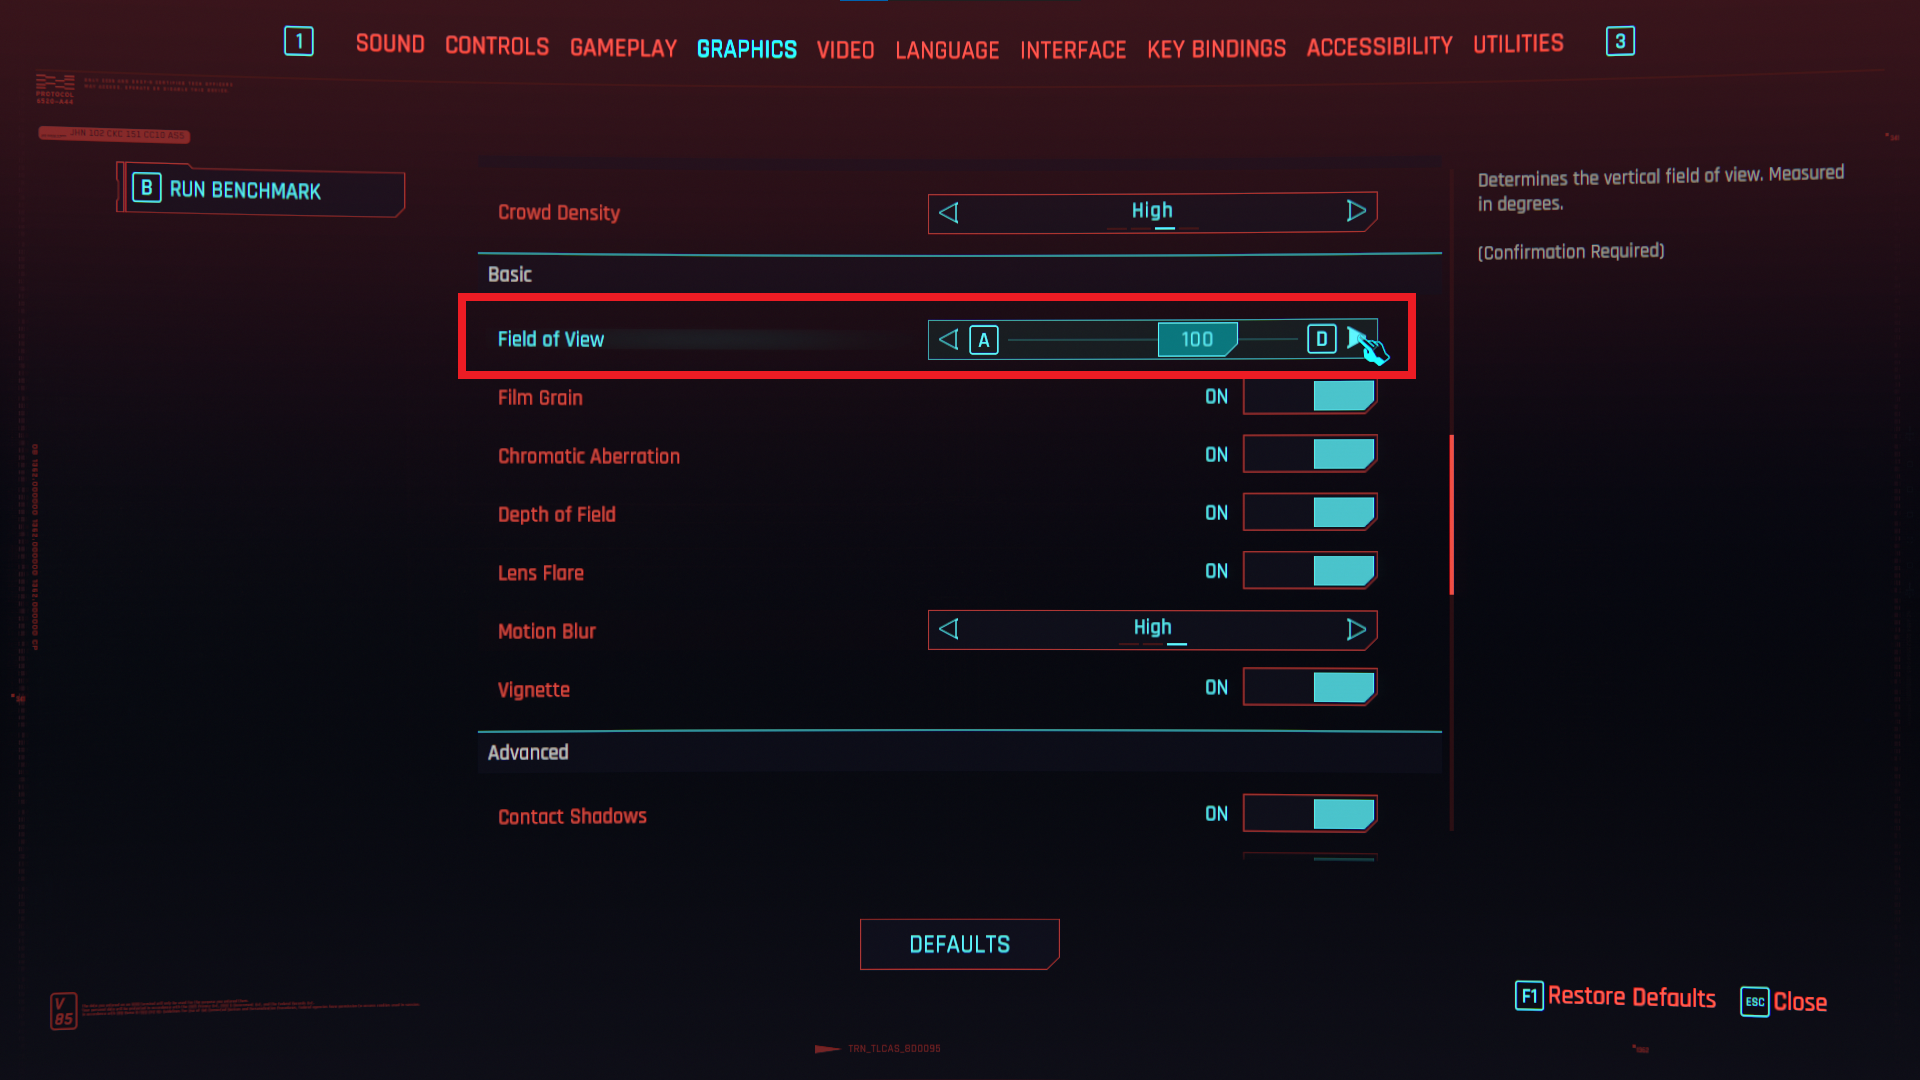 1 SOUND CONTROLS GAMEPLAY GRAPHICS VIDEO LANGUAGE INTERFACE KEY BINDINGS ACCESSIBILITY UTILITIES 3
PROTOCOL
6520-A44
B RUN BENCHMARK
Crowd Density High
Basic
Field of View A 100 D
Film Grain ON
Chromatic Aberration ON
Depth of Field ON
Lens Flare ON
Motion Blur High
Vignette ON
Advanced
Contact Shadows ON
Determines the vertical field of view. Measured
in degrees.
(Confirmation Required)
DEFAULTS
F1 Restore Defaults ESC Close
V
85
TRN_TLCAS_800095